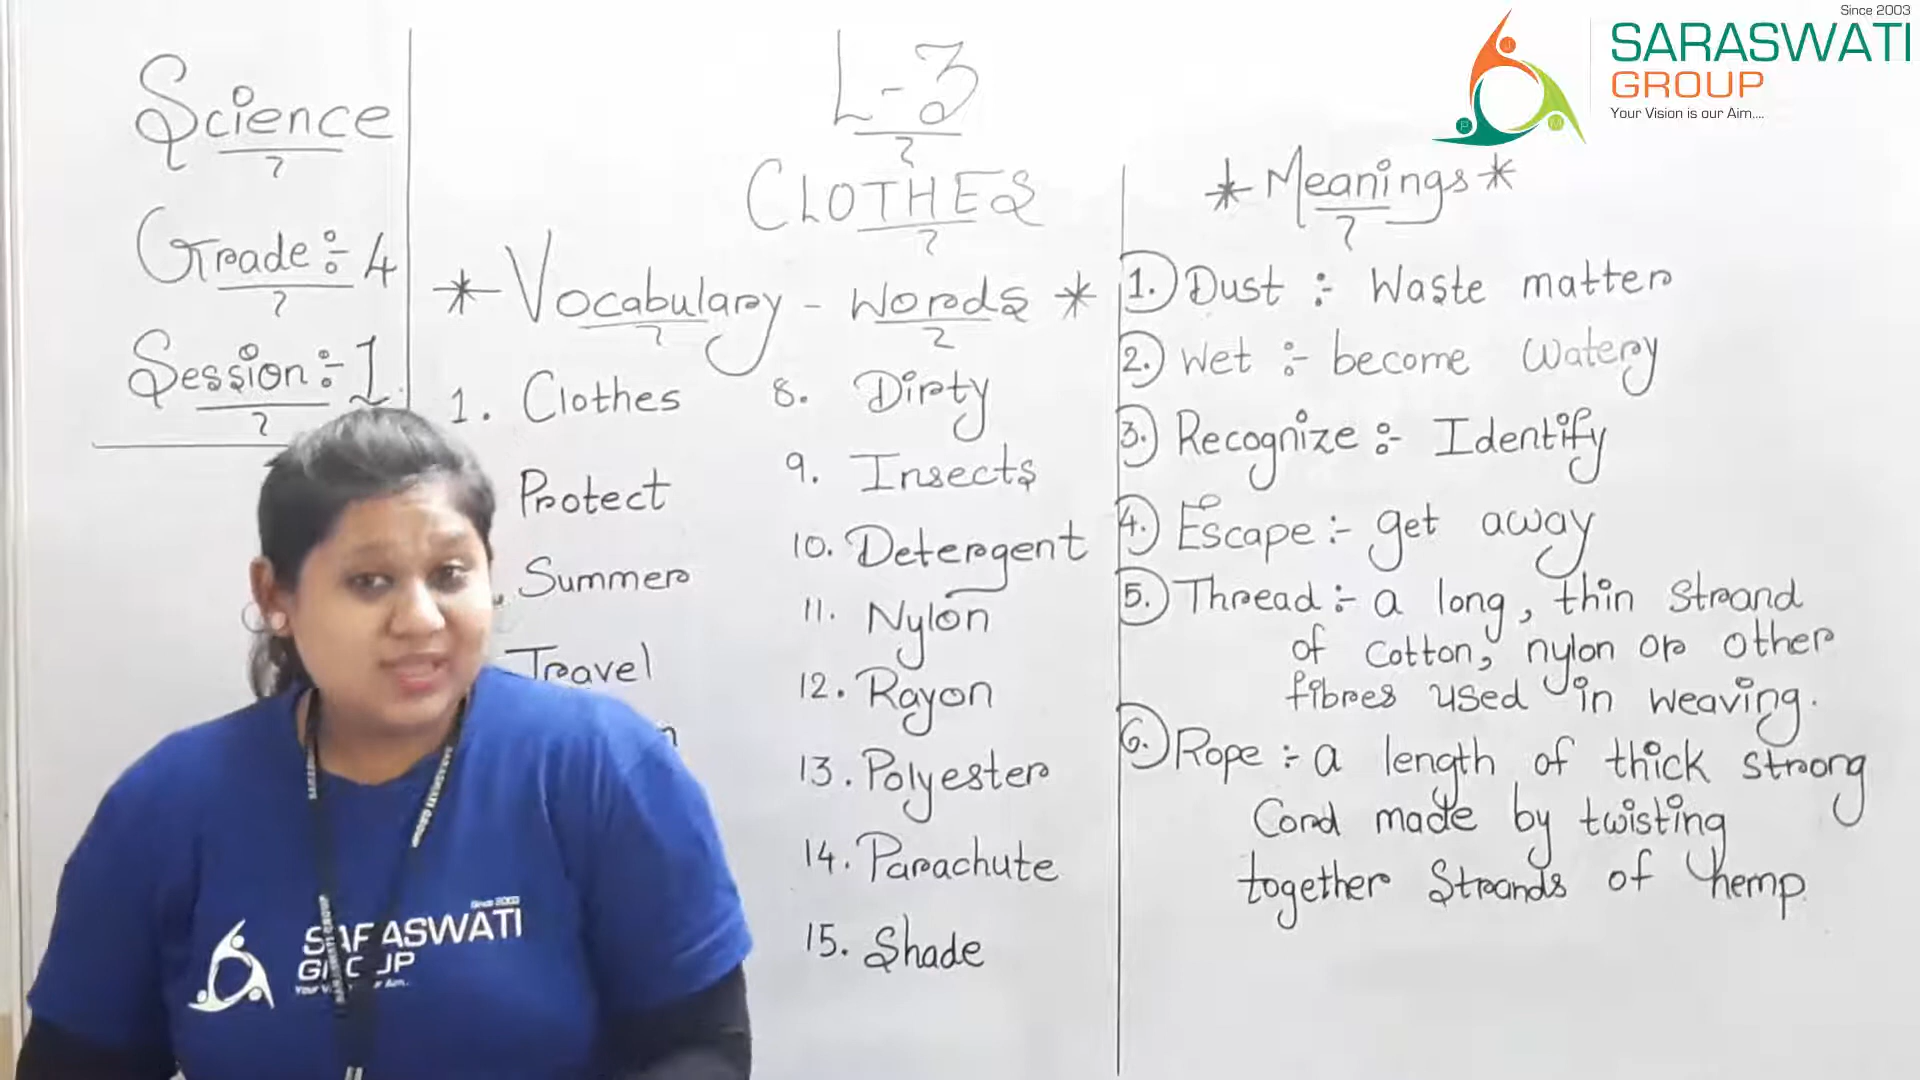 Since 2003
SARASWATI
GROUP
Your Vision is our Aim....
Science
Grade:- 4
Session:- 1
L-3
CLOTHES
* Vocabulary - words *
1. Clothes
Protect
Summer
Travel
8. Dirty
9. Insects
10. Detergent
11. Nylon
12. Rayon
13. Polyester
14. Parachute
15. Shade
* Meanings *
1. Dust :- Waste matter
2. Wet :- become watery
3. Recognize :- Identify
4. Escape :- get away
5. Thread :- a long, thin strand
of cotton, nylon or other
fibres used in weaving.
6. Rope :- a length of thick strong
Cord made by twisting
together strands of hemp.
Since 2003
SARASWATI
GROUP